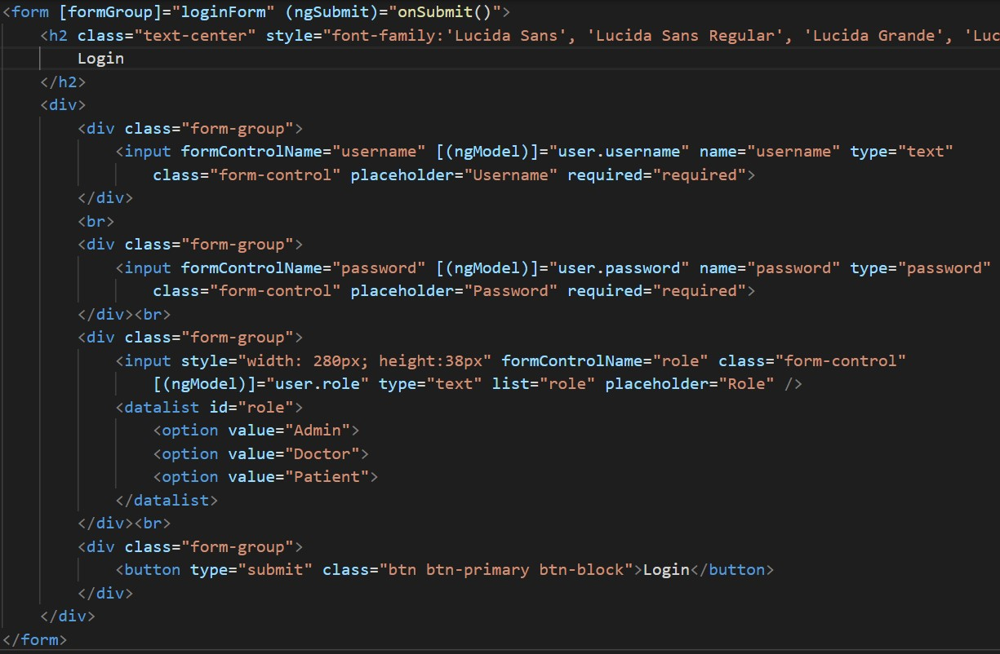 <form [formGroup]="loginForm" (ngSubmit)="onSubmit()">
    <h2 class="text-center" style="font-family:'Lucida Sans', 'Lucida Sans Regular', 'Lucida Grande', 'Luc
        Login
    </h2>
    <div>
        <div class="form-group">
            <input formControlName="username" [(ngModel)]="user.username" name="username" type="text"
                class="form-control" placeholder="Username" required="required">
        </div>
        <br>
        <div class="form-group">
            <input formControlName="password" [(ngModel)]="user.password" name="password" type="password"
                class="form-control" placeholder="Password" required="required">
        </div><br>
        <div class="form-group">
            <input style="width: 280px; height:38px" formControlName="role" class="form-control"
                [(ngModel)]="user.role" type="text" list="role" placeholder="Role" />
            <datalist id="role">
                <option value="Admin">
                <option value="Doctor">
                <option value="Patient">
            </datalist>
        </div><br>
        <div class="form-group">
            <button type="submit" class="btn btn-primary btn-block">Login</button>
        </div>
    </div>
</form>